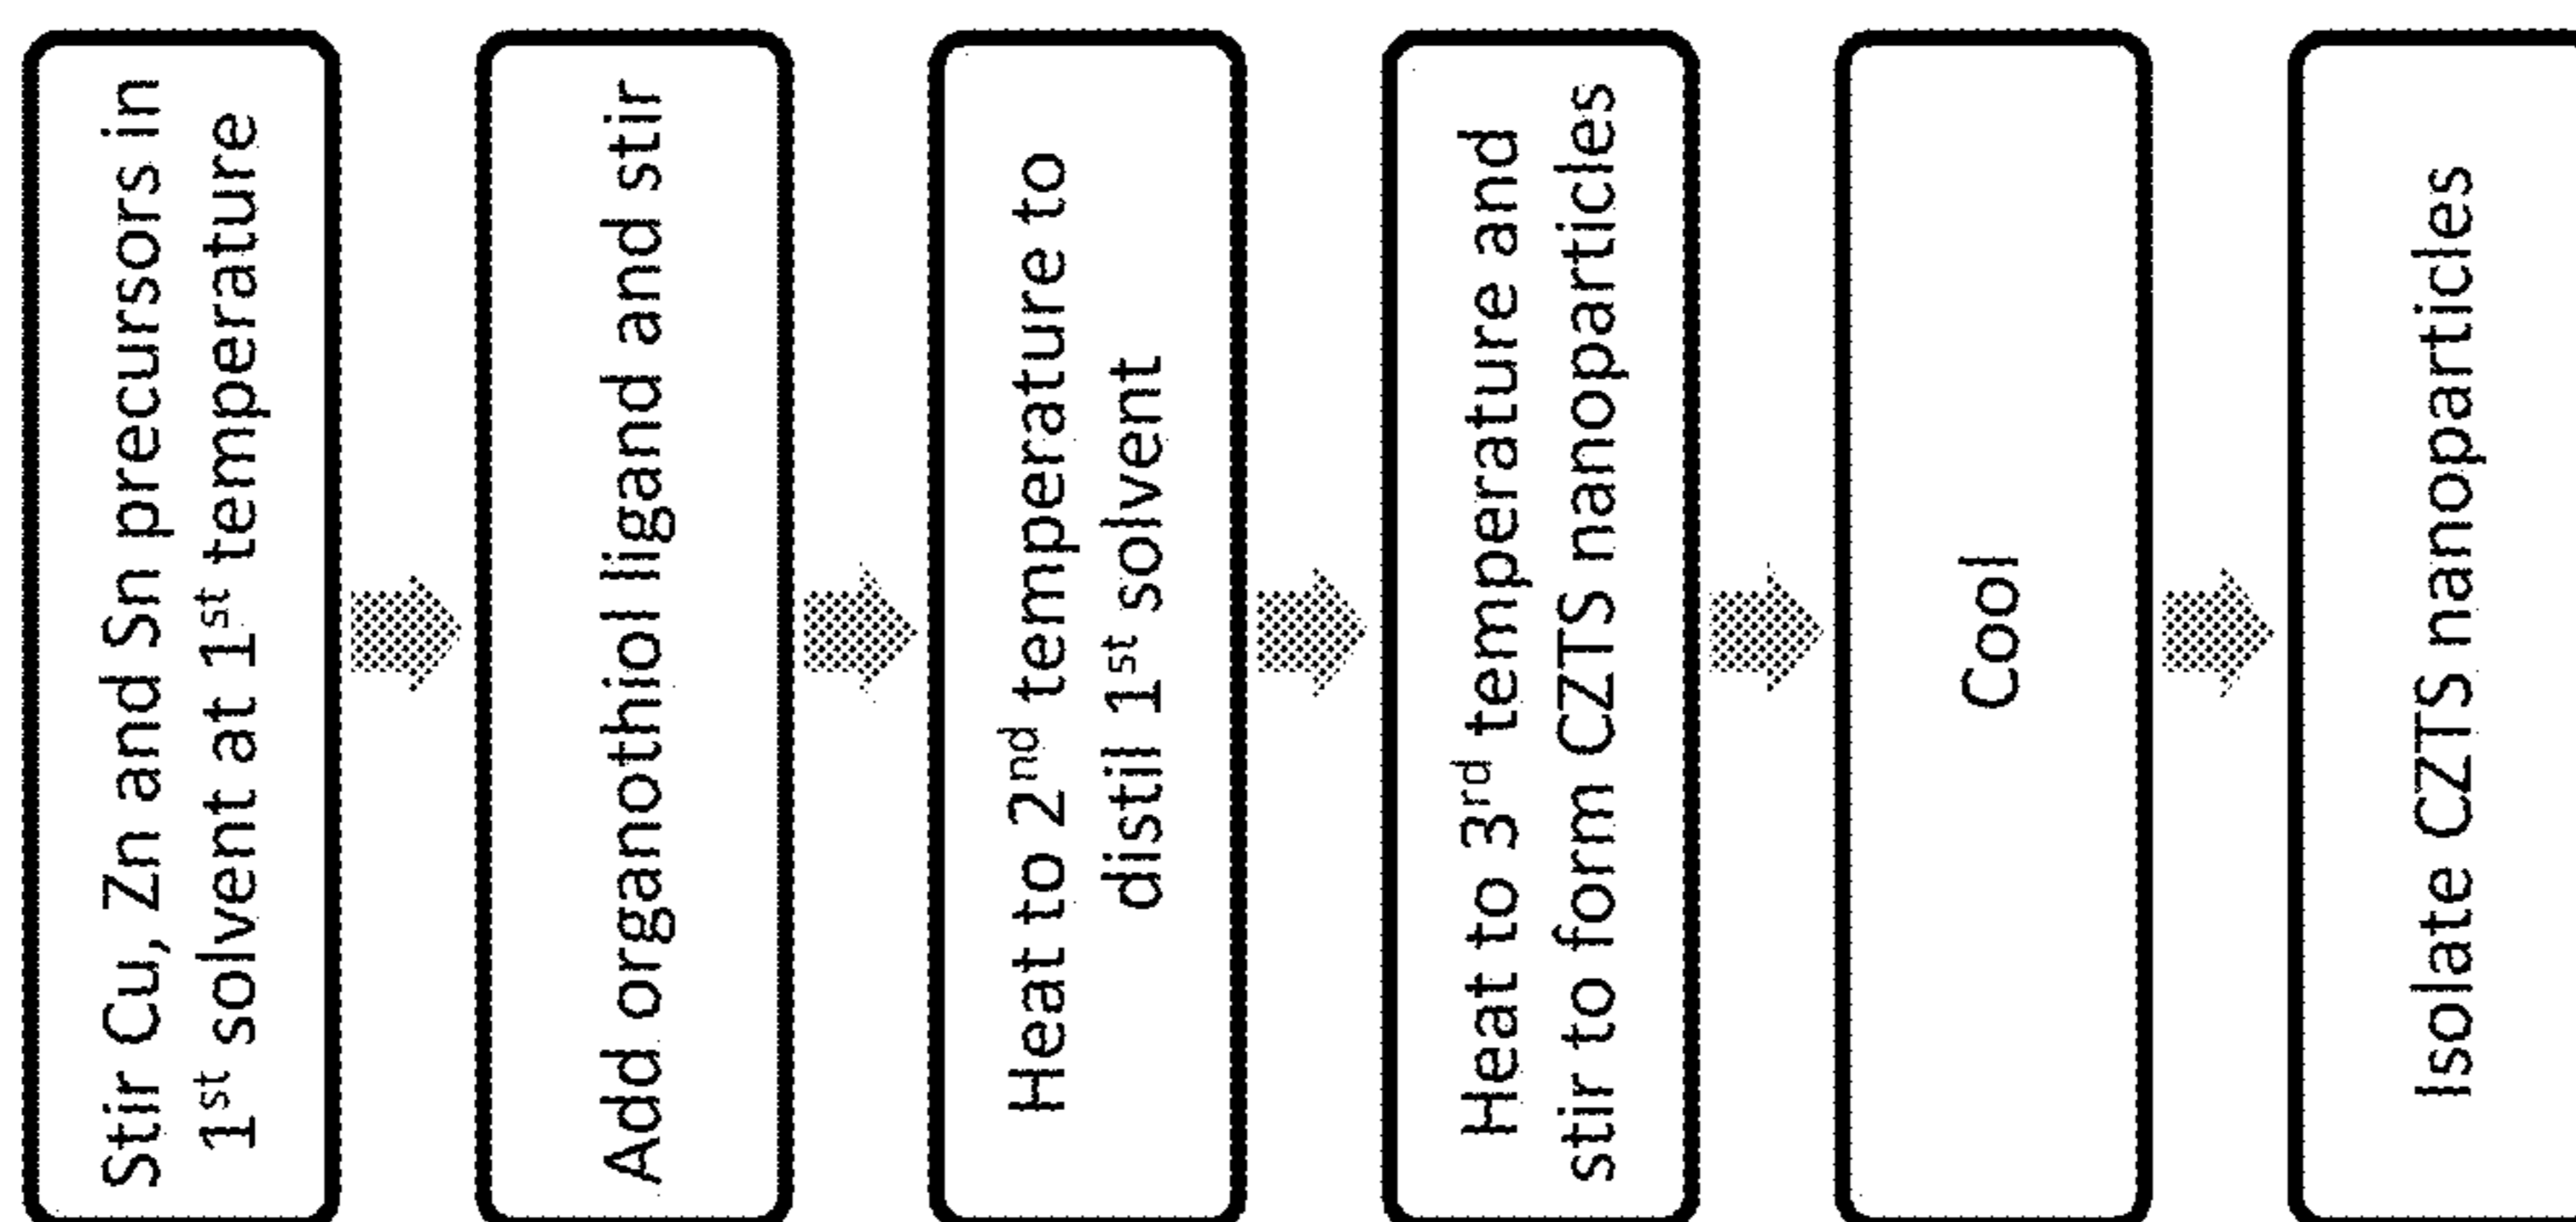 Stir Cu, Zn and Sn precursors in
1st solvent at 1st temperature
Add organothiol ligand and stir
Heat to 2nd temperature to
distil 1st solvent
Heat to 3rd temperature and
stir to form CZTS nanoparticles
Cool
Isolate CZTS nanoparticles